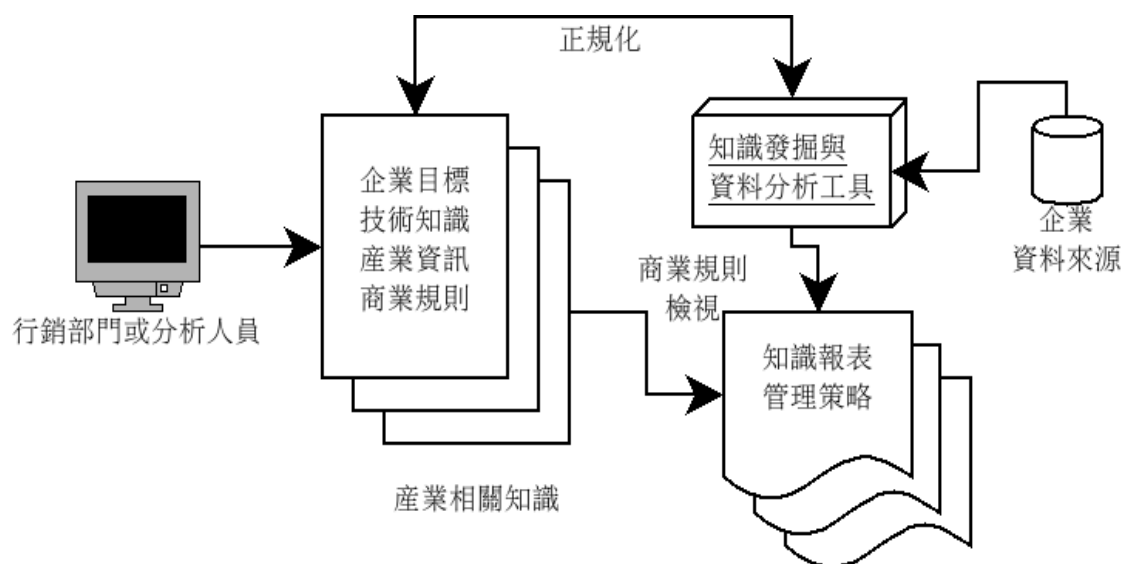 正規化
企業目標
技術知識
產業資訊
商業規則
知識發掘與
資料分析工具
企業
資料來源
行銷部門或分析人員
商業規則
檢視
知識報表
管理策略
產業相關知識